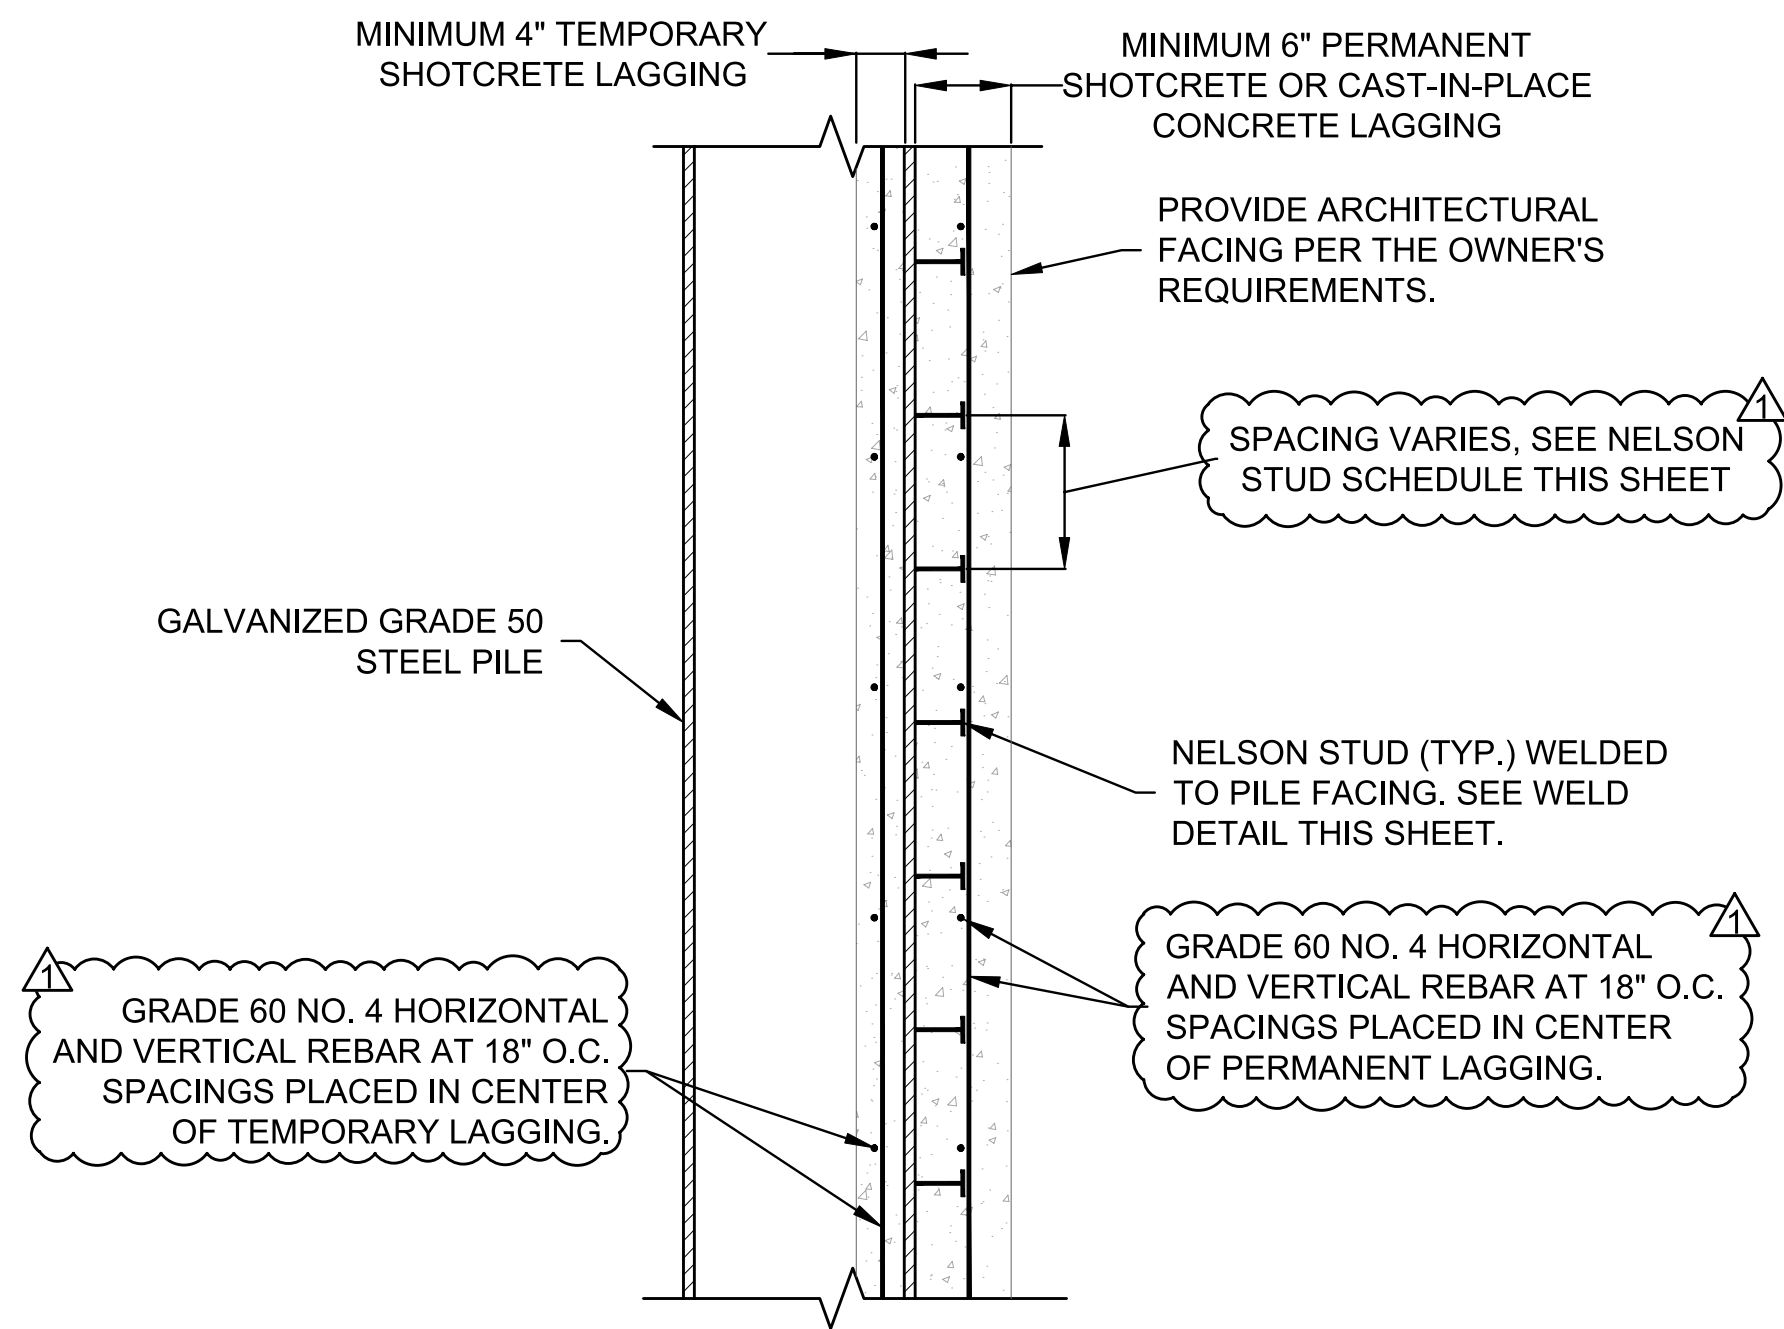 MINIMUM 4" TEMPORARY
SHOTCRETE LAGGING
MINIMUM 6" PERMANENT
SHOTCRETE OR CAST-IN-PLACE
CONCRETE LAGGING
PROVIDE ARCHITECTURAL
FACING PER THE OWNER'S
REQUIREMENTS.
1
SPACING VARIES, SEE NELSON
STUD SCHEDULE THIS SHEET
GALVANIZED GRADE 50
STEEL PILE
NELSON STUD (TYP.) WELDED
TO PILE FACING. SEE WELD
DETAIL THIS SHEET.
1
GRADE 60 NO. 4 HORIZONTAL
AND VERTICAL REBAR AT 18" O.C.
SPACINGS PLACED IN CENTER
OF PERMANENT LAGGING.
1
GRADE 60 NO. 4 HORIZONTAL
AND VERTICAL REBAR AT 18" O.C.
SPACINGS PLACED IN CENTER
OF TEMPORARY LAGGING.